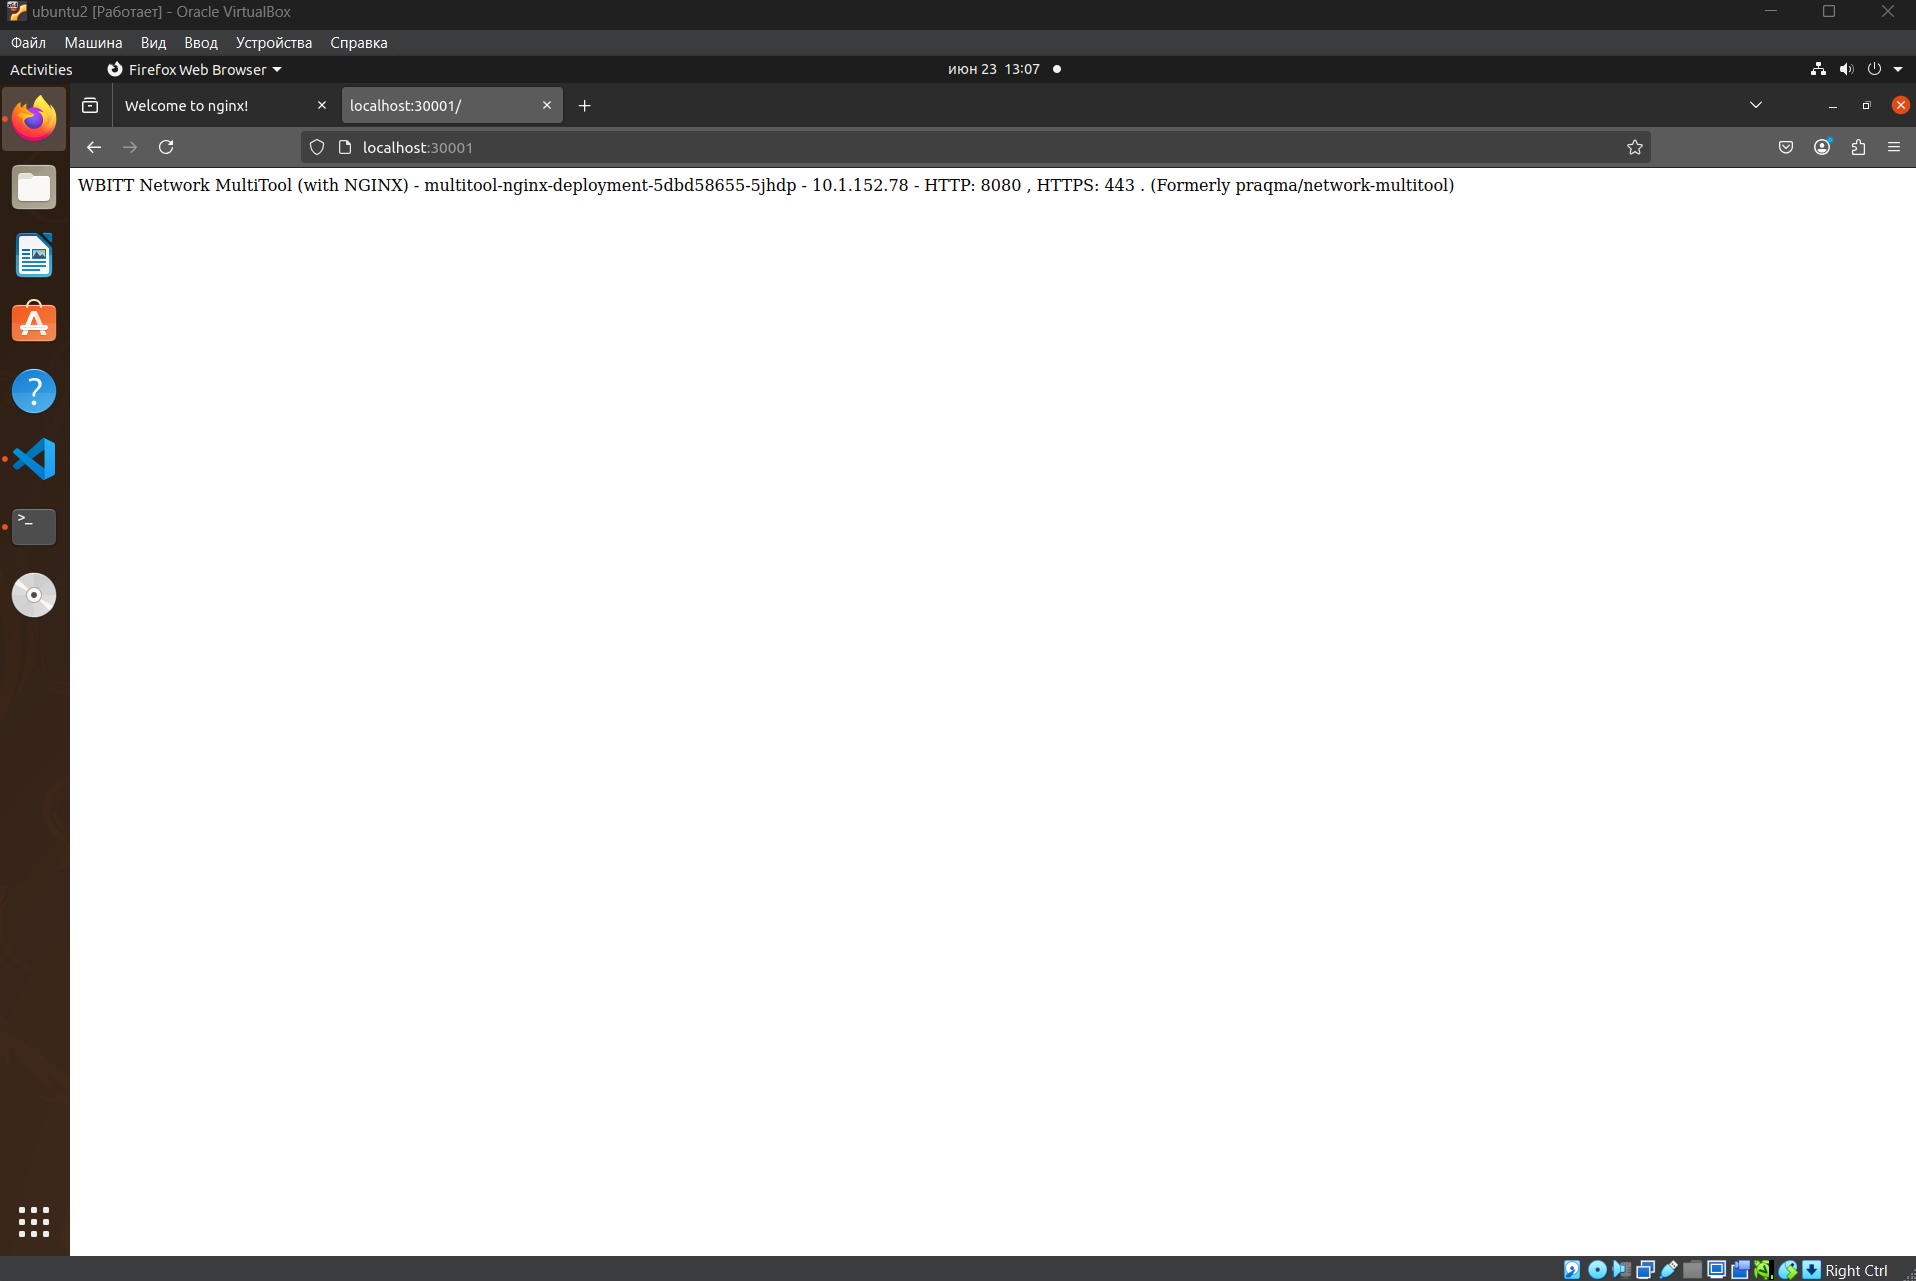 ubuntu2 [Работает] - Oracle VirtualBox
Файл Машина Вид Ввод Устройства Справка
Activities Firefox Web Browser июн 23 13:07
Welcome to nginx! localhost:30001/
localhost:30001
WBITT Network MultiTool (with NGINX) - multitool-nginx-deployment-5dbd58655-5jhdp - 10.1.152.78 - HTTP: 8080 , HTTPS: 443 . (Formerly praqma/network-multitool)
Right Ctrl